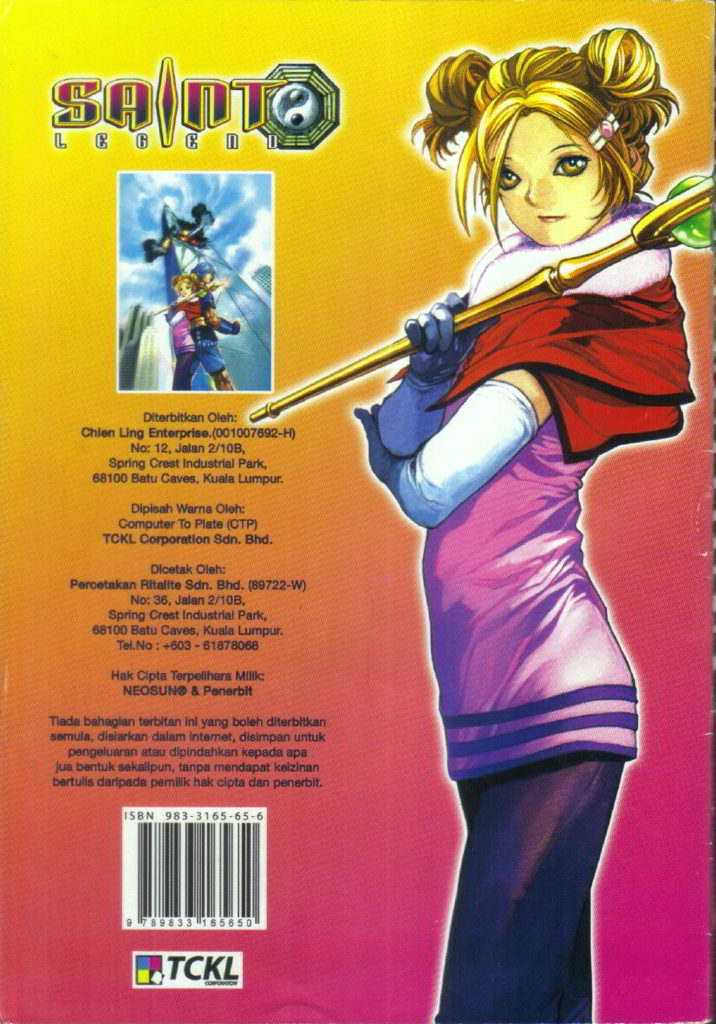 SAINT
LEGEND
Diterbitkan Oleh:
Chien Ling Enterprise.(001007692-H)
No: 12, Jalan 2/10B,
Spring Crest Industrial Park,
68100 Batu Caves, Kuala Lumpur.
Dipisah Warna Oleh:
Computer To Plate (CTP)
TCKL Corporation Sdn. Bhd.
Dicetak Oleh:
Percetakan Ritalite Sdn. Bhd. (89722-W)
No: 36, Jalan 2/10B,
Spring Crest Industrial Park,
68100 Batu Caves, Kuala Lumpur.
Tel.No : +603 - 61878068
Hak Cipta Terpelihara Milik:
NEOSUN® & Penerbit
Tiada bahagian terbitan ini yang boleh diterbitkan
semula, disiarkan dalam internet, disimpan untuk
pengeluaran atau dipindahkan kepada apa
jua bentuk sekalipun, tanpa mendapat keizinan
bertulis daripada pemilik hak cipta dan penerbit.
ISBN 983-3165-65-6
9 789833 165650
TCKL
CORPORATION